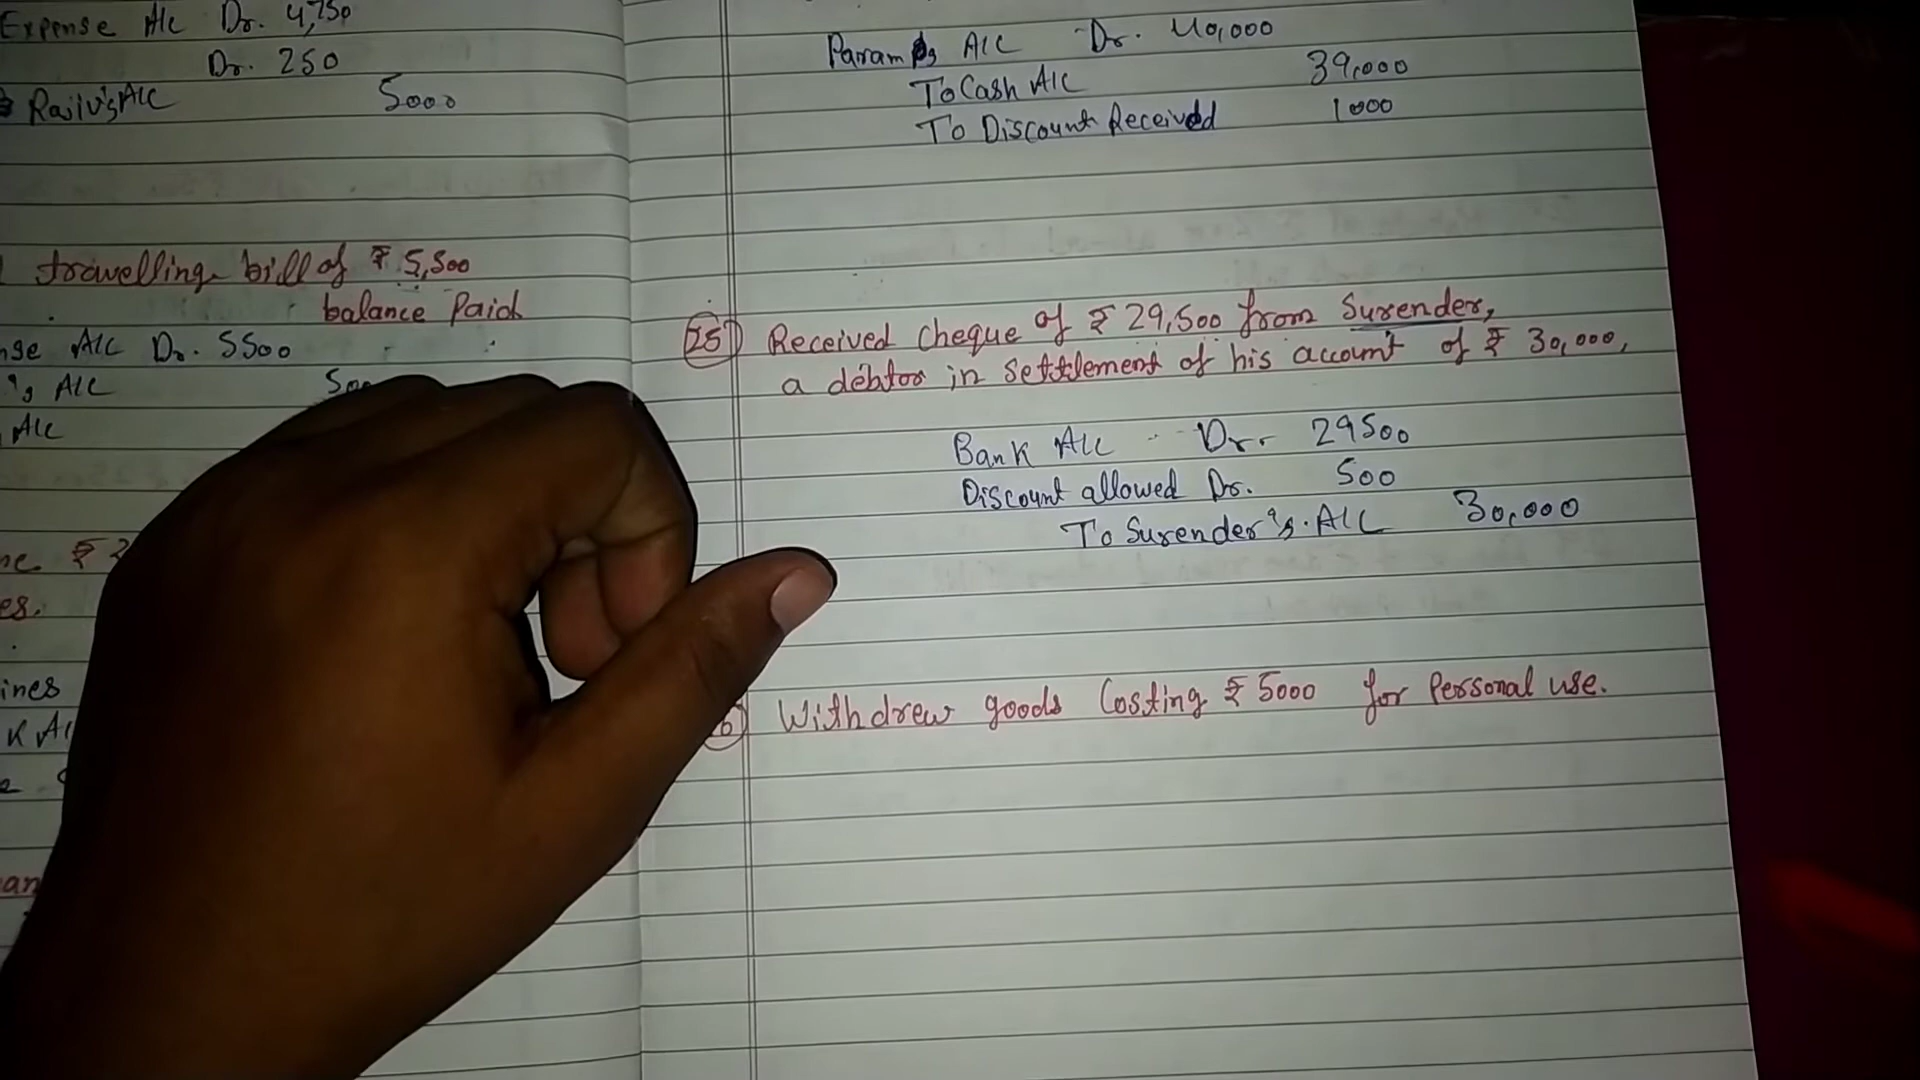 Expense A/c Dr. 4,750
Dr. 250
Rajiv's A/c 5000
travelling bill of ₹ 5,500
balance Paid
nse A/c Dr. 5500
's A/c
A/c
es.
ines
K A/
Param's A/c Dr. 40,000
To Cash A/c 39,000
To Discount Received 1000
25 Received cheque of ₹ 29,500 from Surender,
a debtor in settlement of his account of ₹ 30,000,
Bank A/c Dr. 29500
Discount allowed Dr. 500
To Surender's A/c 30,000
Withdrew goods Costing ₹ 5000 for Personal use.